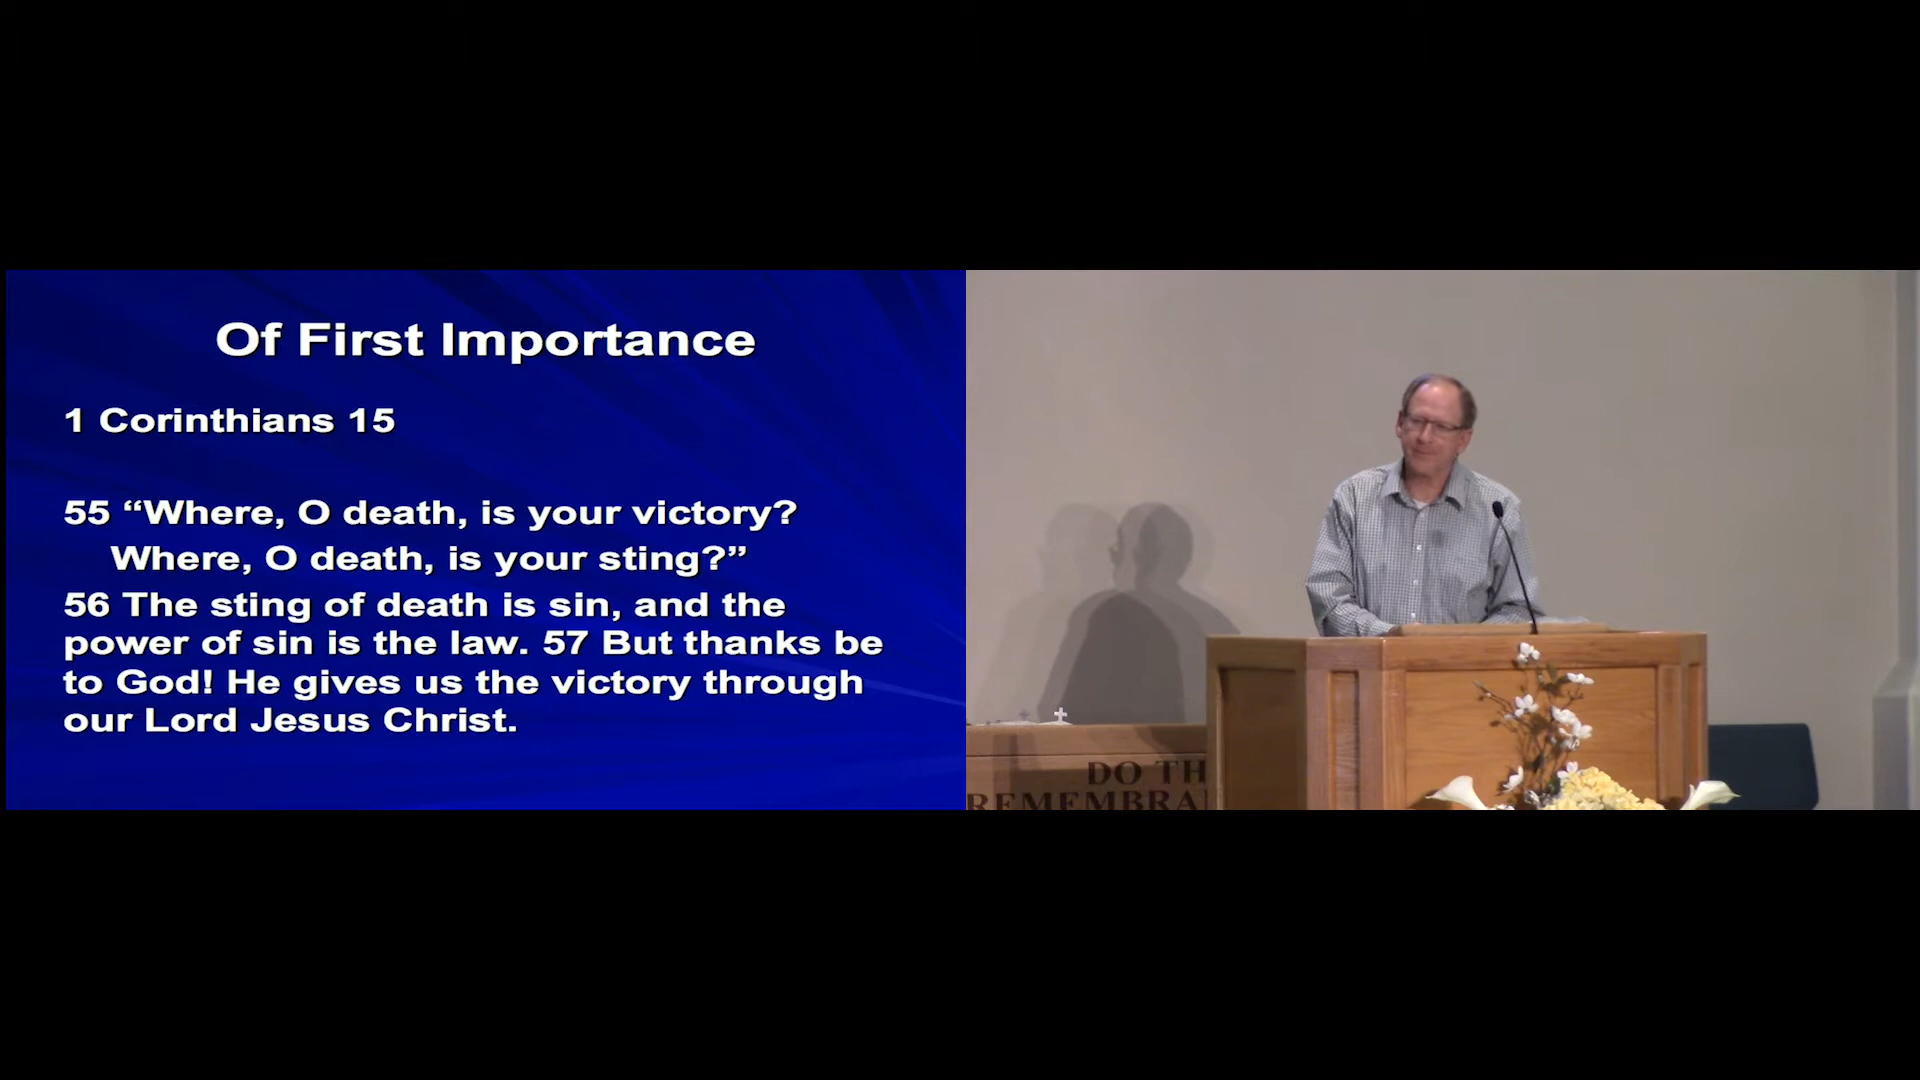 Of First Importance
1 Corinthians 15
55 “Where, O death, is your victory?
Where, O death, is your sting?”
56 The sting of death is sin, and the
power of sin is the law. 57 But thanks be
to God! He gives us the victory through
our Lord Jesus Christ.
DO TH
REMEMBRA